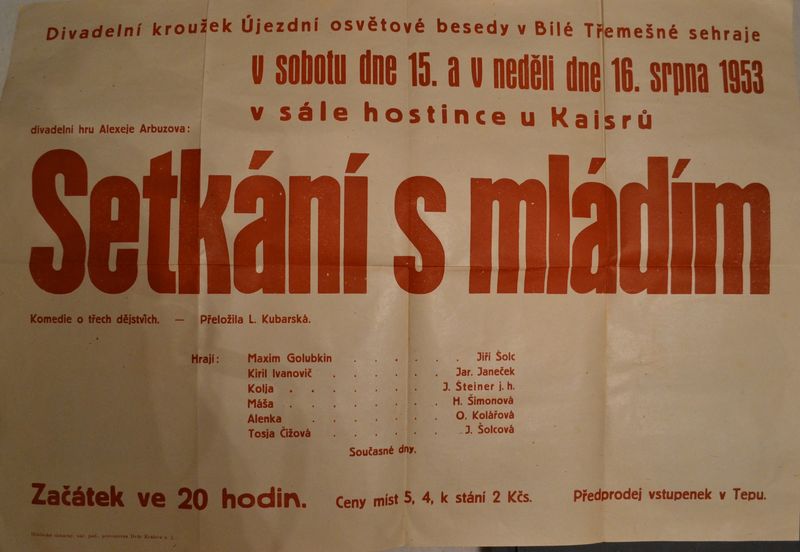 Divadelní kroužek Újezdní osvětové besedy v Bílé Třemešné sehraje
v sobotu dne 15. a v neděli dne 16. srpna 1953
v sále hostince u Kaisrů
divadelní hru Alexeje Arbuzova:
Setkání s mládím
Komedie o třech dějstvích. — Přeložila L. Kubarská.
Hrají: Maxim Golubkin . . . . . . Jiří Šolc
Kiril Ivanovič . . . . . . Jar. Janeček
Kolja . . . . . . . . J. Šteiner j. h.
Máša . . . . . . . . H. Šimonová
Alenka . . . . . . . . O. Kolářová
Tosja Čížová . . . . . . J. Šolcová
Současné dny.
Začátek ve 20 hodin. Ceny míst 5, 4, k stání 2 Kčs. Předprodej vstupenek v Tepu.